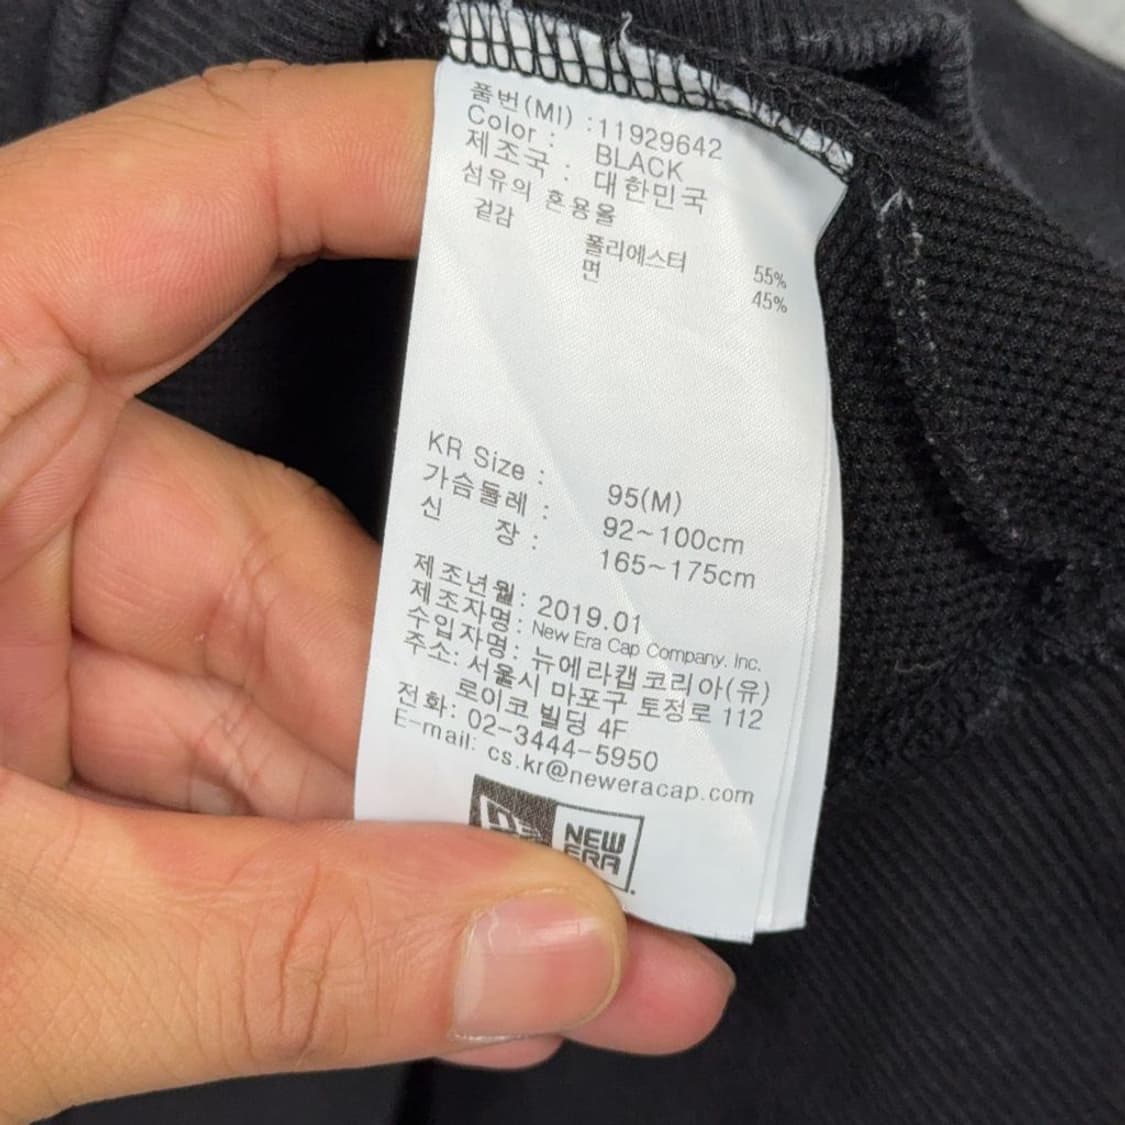 품번(MI) : 11929642
Color : BLACK
제조국 : 대한민국
섬유의 혼용율
겉감
폴리에스터 55%
면 45%
KR Size : 95(M)
가슴둘레 : 92~100cm
신 장 : 165~175cm
제조년월 : 2019.01
제조자명 : New Era Cap Company. Inc.
수입자명 : 뉴에라캡코리아(유)
주소: 서울시 마포구 토정로 112
로이코 빌딩 4F
전화: 02-3444-5950
E-mail: cs.kr@neweracap.com
NEW
ERA